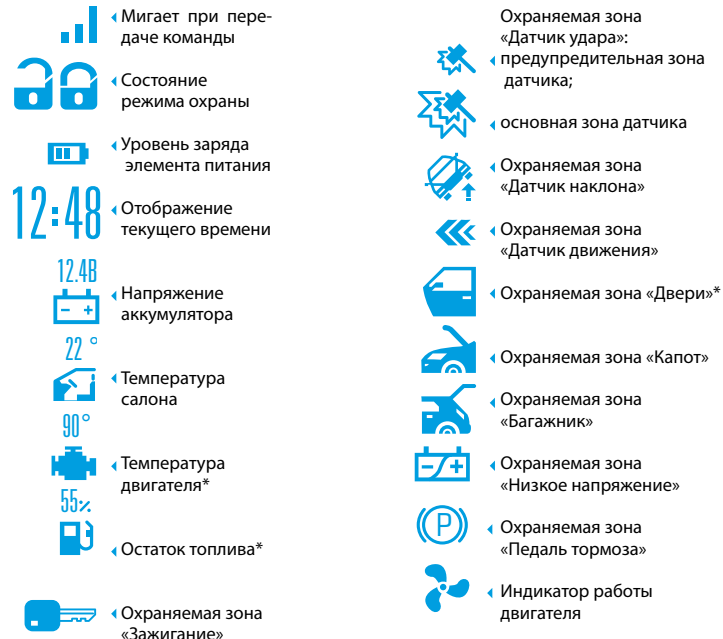 Мигает при пере-
даче команды
Состояние
режима охраны
Уровень заряда
элемента питания
12:48
Отображение
текущего времени
12.4В
Напряжение
аккумулятора
22 °
Температура
салона
90°
Температура
двигателя*
55%
Остаток топлива*
Охраняемая зона
«Зажигание»
Охраняемая зона
«Датчик удара»:
предупредительная зона
датчика;
основная зона датчика
Охраняемая зона
«Датчик наклона»
Охраняемая зона
«Датчик движения»
Охраняемая зона «Двери»*
Охраняемая зона «Капот»
Охраняемая зона
«Багажник»
Охраняемая зона
«Низкое напряжение»
P
Охраняемая зона
«Педаль тормоза»
Индикатор работы
двигателя